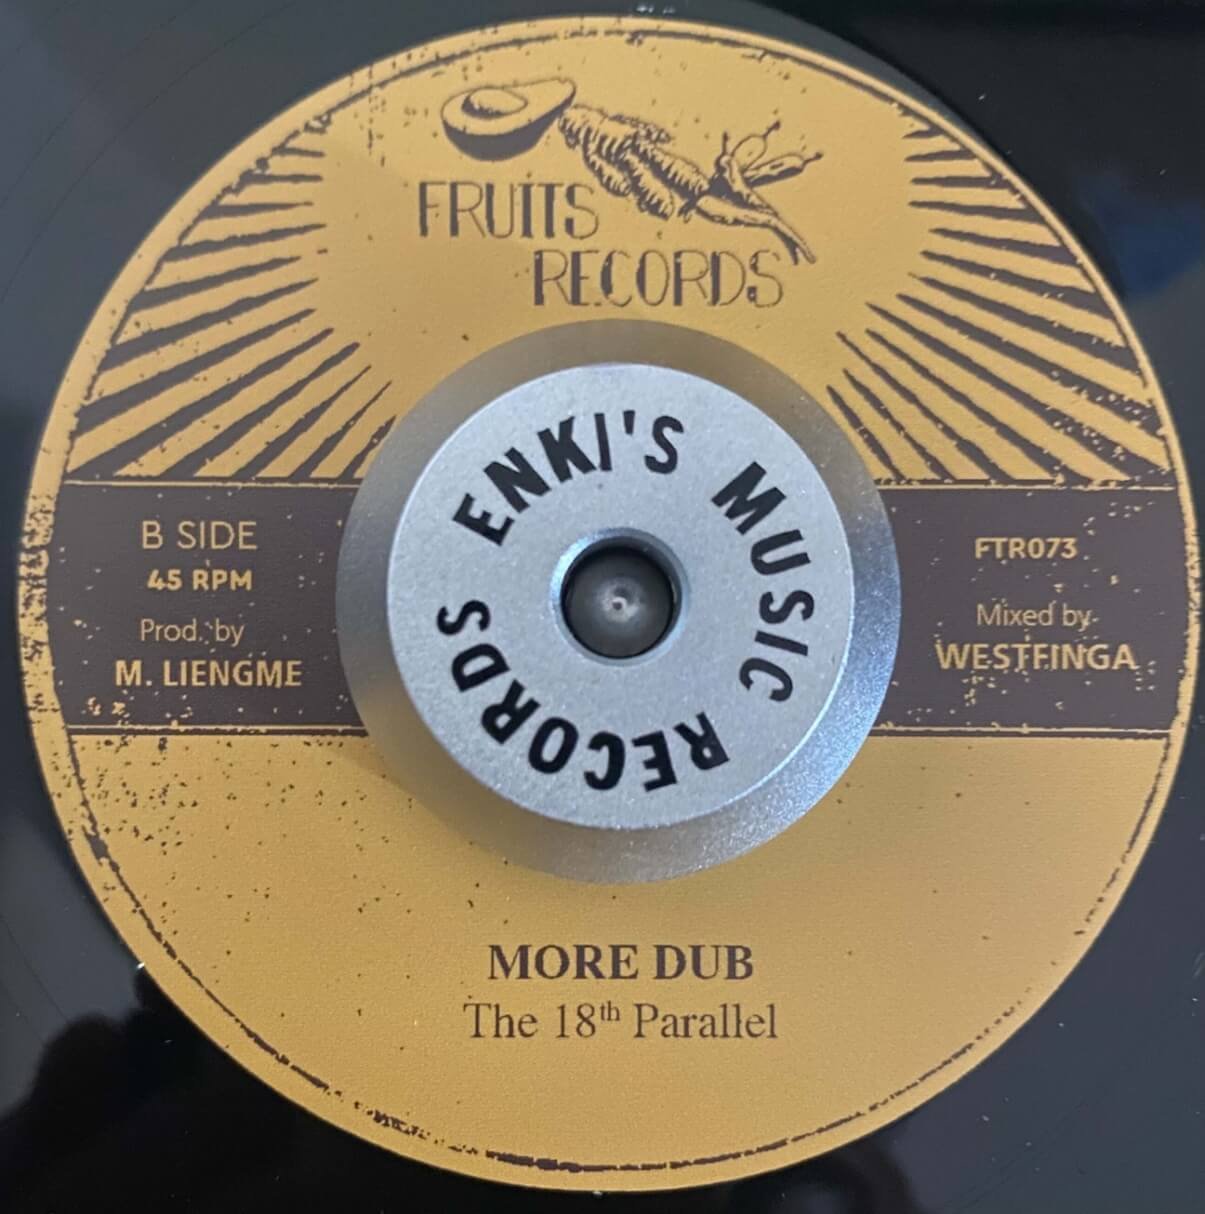 FRUITS
RECORDS
ENKI'S MUSIC RECORDS
B SIDE
45 RPM
Prod. by
M. LIENGME
FTR073
Mixed by
WESTFINGA
MORE DUB
The 18th Parallel